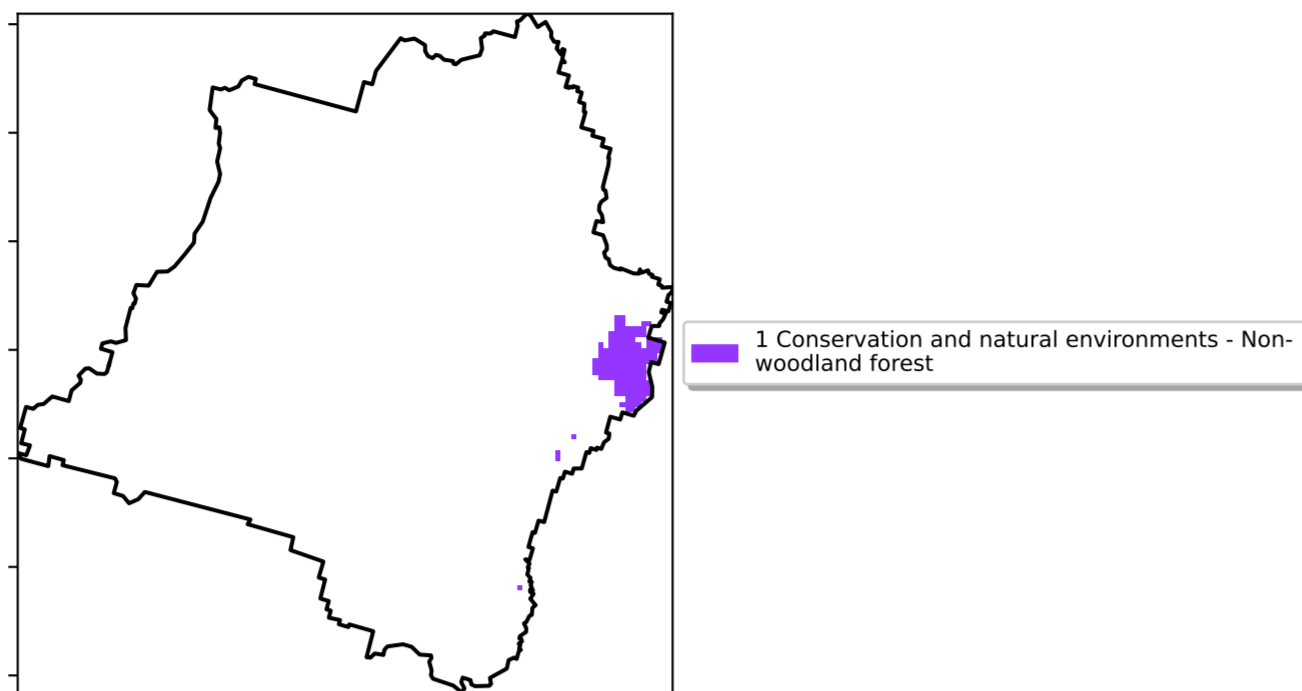 1 Conservation and natural environments - Non-
woodland forest